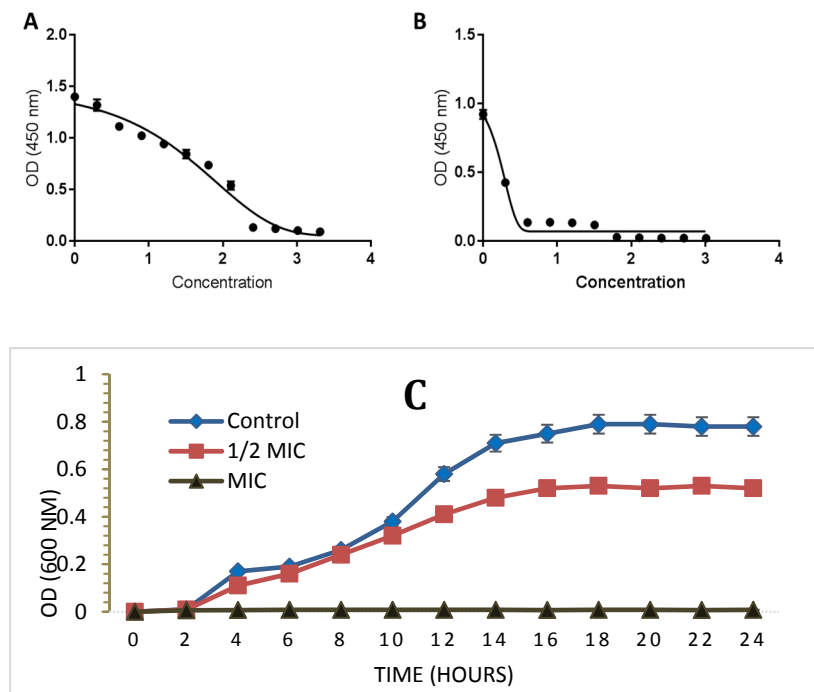 A
OD (450 nm)
2.0
1.5
1.0
0.5
0.0
0 1 2 3 4
Concentration
B
OD (450 nm)
1.5
1.0
0.5
0.0
0 1 2 3 4
Concentration
C
Control
1/2 MIC
MIC
OD (600 NM)
1
0.8
0.6
0.4
0.2
0
0 2 4 6 8 10 12 14 16 18 20 22 24
TIME (HOURS)